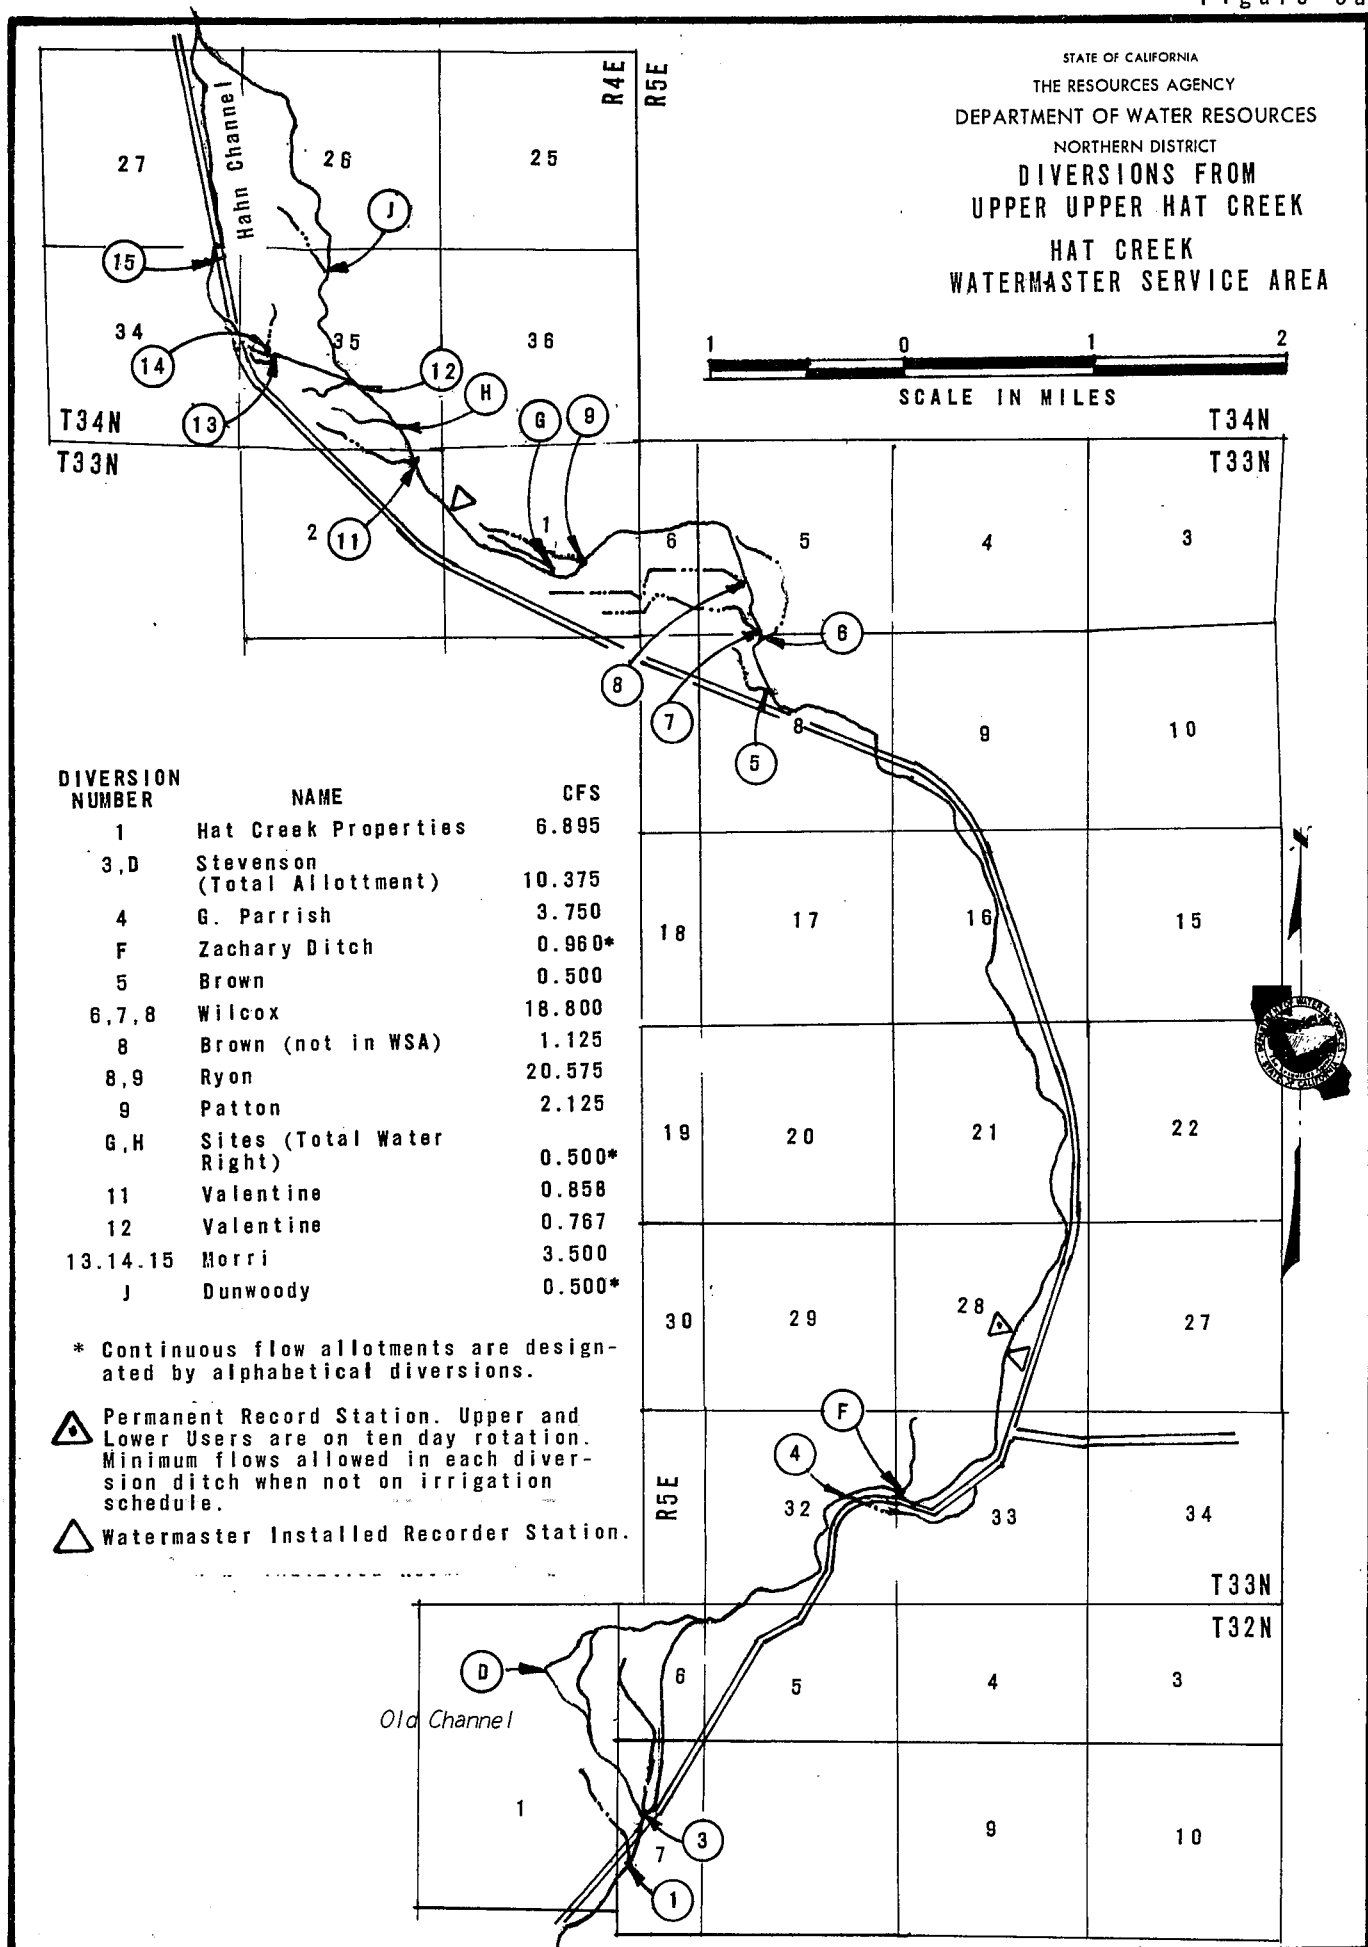 STATE OF CALIFORNIA
THE RESOURCES AGENCY
DEPARTMENT OF WATER RESOURCES
NORTHERN DISTRICT
DIVERSIONS FROM
UPPER UPPER HAT CREEK
HAT CREEK
WATERMASTER SERVICE AREA
1 0 1 2
SCALE IN MILES
R4E
R5E
27
26
25
Hahn Channel
J
15
34
35
36
14
12
H
G
9
13
T34N
T34N
T33N
T33N
2
11
1
6
5
4
3
6
8
7
5
8
9
10
DIVERSION
NUMBER NAME CFS
1 Hat Creek Properties 6.895
3,D Stevenson
(Total Allottment) 10.375
4 G. Parrish 3.750
F Zachary Ditch 0.960*
5 Brown 0.500
6,7,8 Wilcox 18.800
8 Brown (not in WSA) 1.125
8,9 Ryon 20.575
9 Patton 2.125
G,H Sites (Total Water
Right) 0.500*
11 Valentine 0.858
12 Valentine 0.767
13.14.15 Morri 3.500
J Dunwoody 0.500*
* Continuous flow allotments are design-
ated by alphabetical diversions.
Permanent Record Station. Upper and
Lower Users are on ten day rotation.
Minimum flows allowed in each diver-
sion ditch when not on irrigation
schedule.
Watermaster Installed Recorder Station.
18
17
16
15
19
20
21
22
30
29
28
27
F
4
R5E
32
33
34
T33N
T32N
D
6
5
4
3
Old Channel
1
3
7
9
10
1